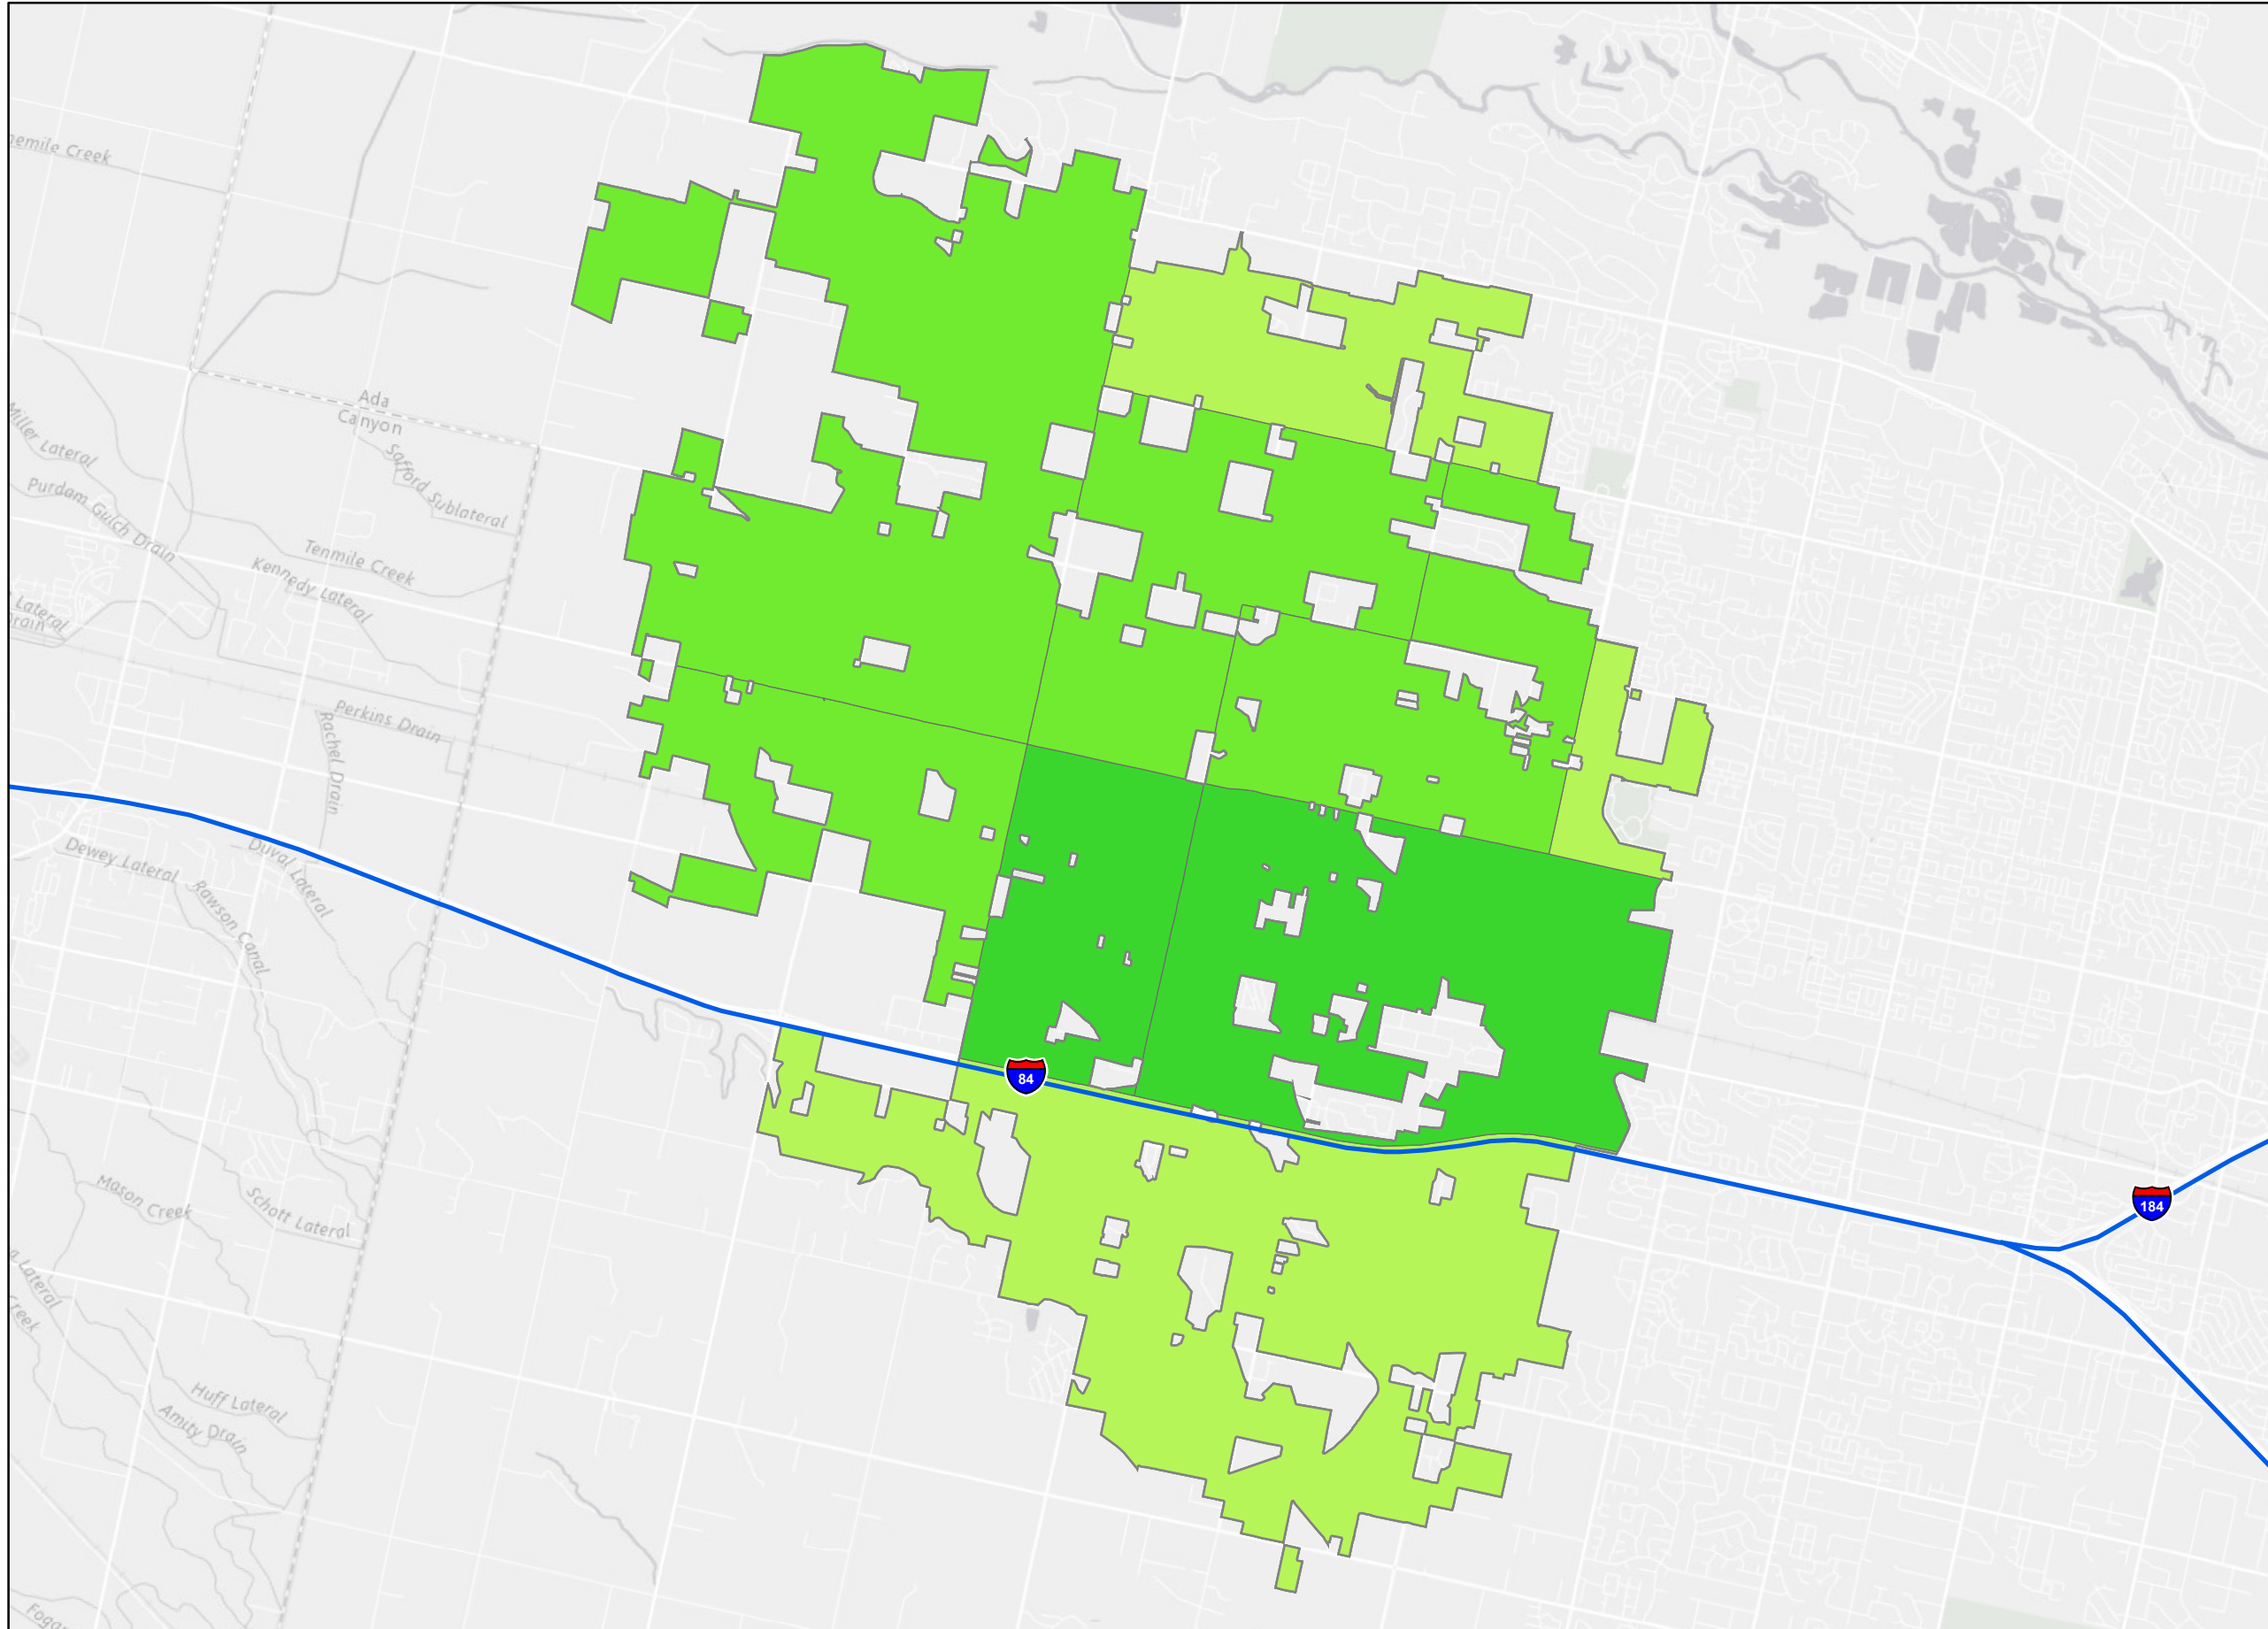 Ada
Canyon
Miller Lateral
Safford Sublateral
Purdam Gulch Drain
Tenmile Creek
Kennedy Lateral
Lateral
Perkins Drain
Rachel Drain
Duval Lateral
Dewey Lateral
Rawson Canal
84
184
Mason Creek
Schott Lateral
Lateral
Creek
Huff Lateral
Amity Drain